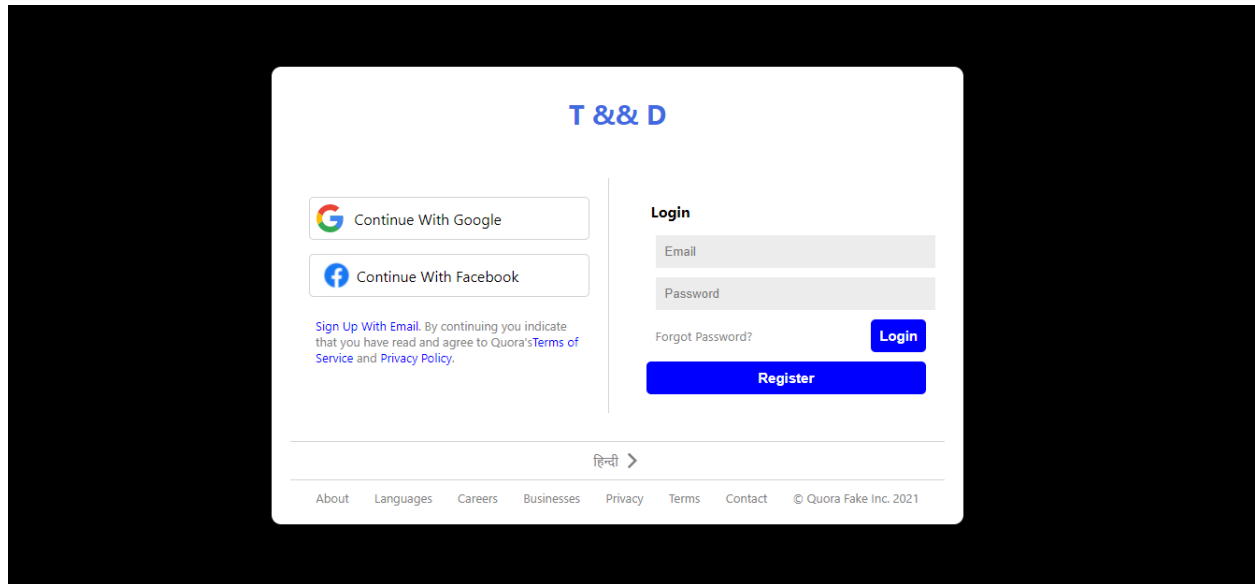 T && D
Continue With Google
Continue With Facebook
Sign Up With Email. By continuing you indicate
that you have read and agree to Quora'sTerms of
Service and Privacy Policy.
Login
Email
Password
Forgot Password? Login
Register
हिन्दी
About Languages Careers Businesses Privacy Terms Contact © Quora Fake Inc. 2021